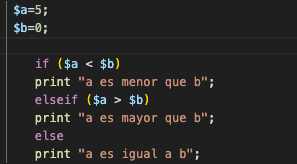 $a=5;
$b=0;
if ($a < $b)
print "a es menor que b";
elseif ($a > $b)
print "a es mayor que b";
else
print "a es igual a b";